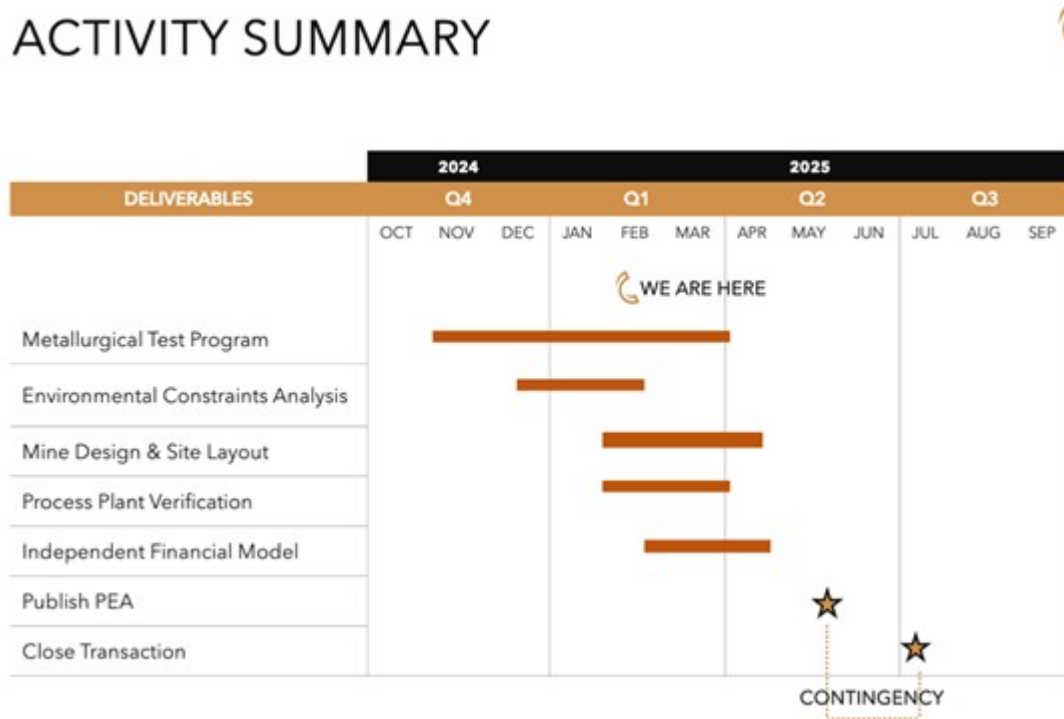 ACTIVITY SUMMARY
2024 2025
DELIVERABLES Q4 Q1 Q2 Q3
OCT NOV DEC JAN FEB MAR APR MAY JUN JUL AUG SEP
WE ARE HERE
Metallurgical Test Program
Environmental Constraints Analysis
Mine Design & Site Layout
Process Plant Verification
Independent Financial Model
Publish PEA
Close Transaction
CONTINGENCY